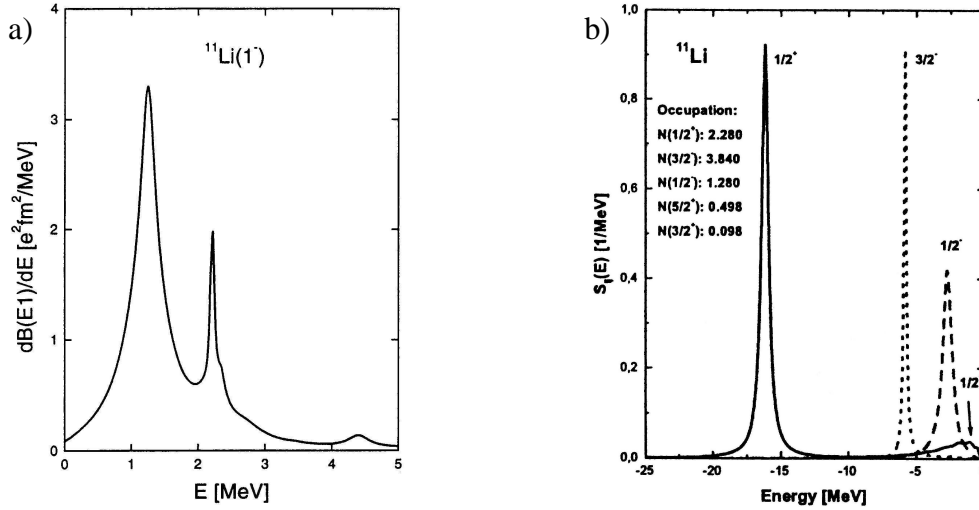 a)
4
3
2
1
0
dB(E1)/dE [e²fm²/MeV]
¹¹Li(1⁻)
0 1 2 3 4 5
E [MeV]
b)
1,0
0,8
0,6
0,4
0,2
0,0
S_lj(E) [1/MeV]
¹¹Li
1/2⁺
3/2⁻
Occupation:
N(1/2⁺): 2.280
N(3/2⁻): 3.840
N(1/2⁻): 1.280
N(5/2⁺): 0.498
N(3/2⁺): 0.098
1/2⁻
1/2
-25 -20 -15 -10 -5
Energy [MeV]